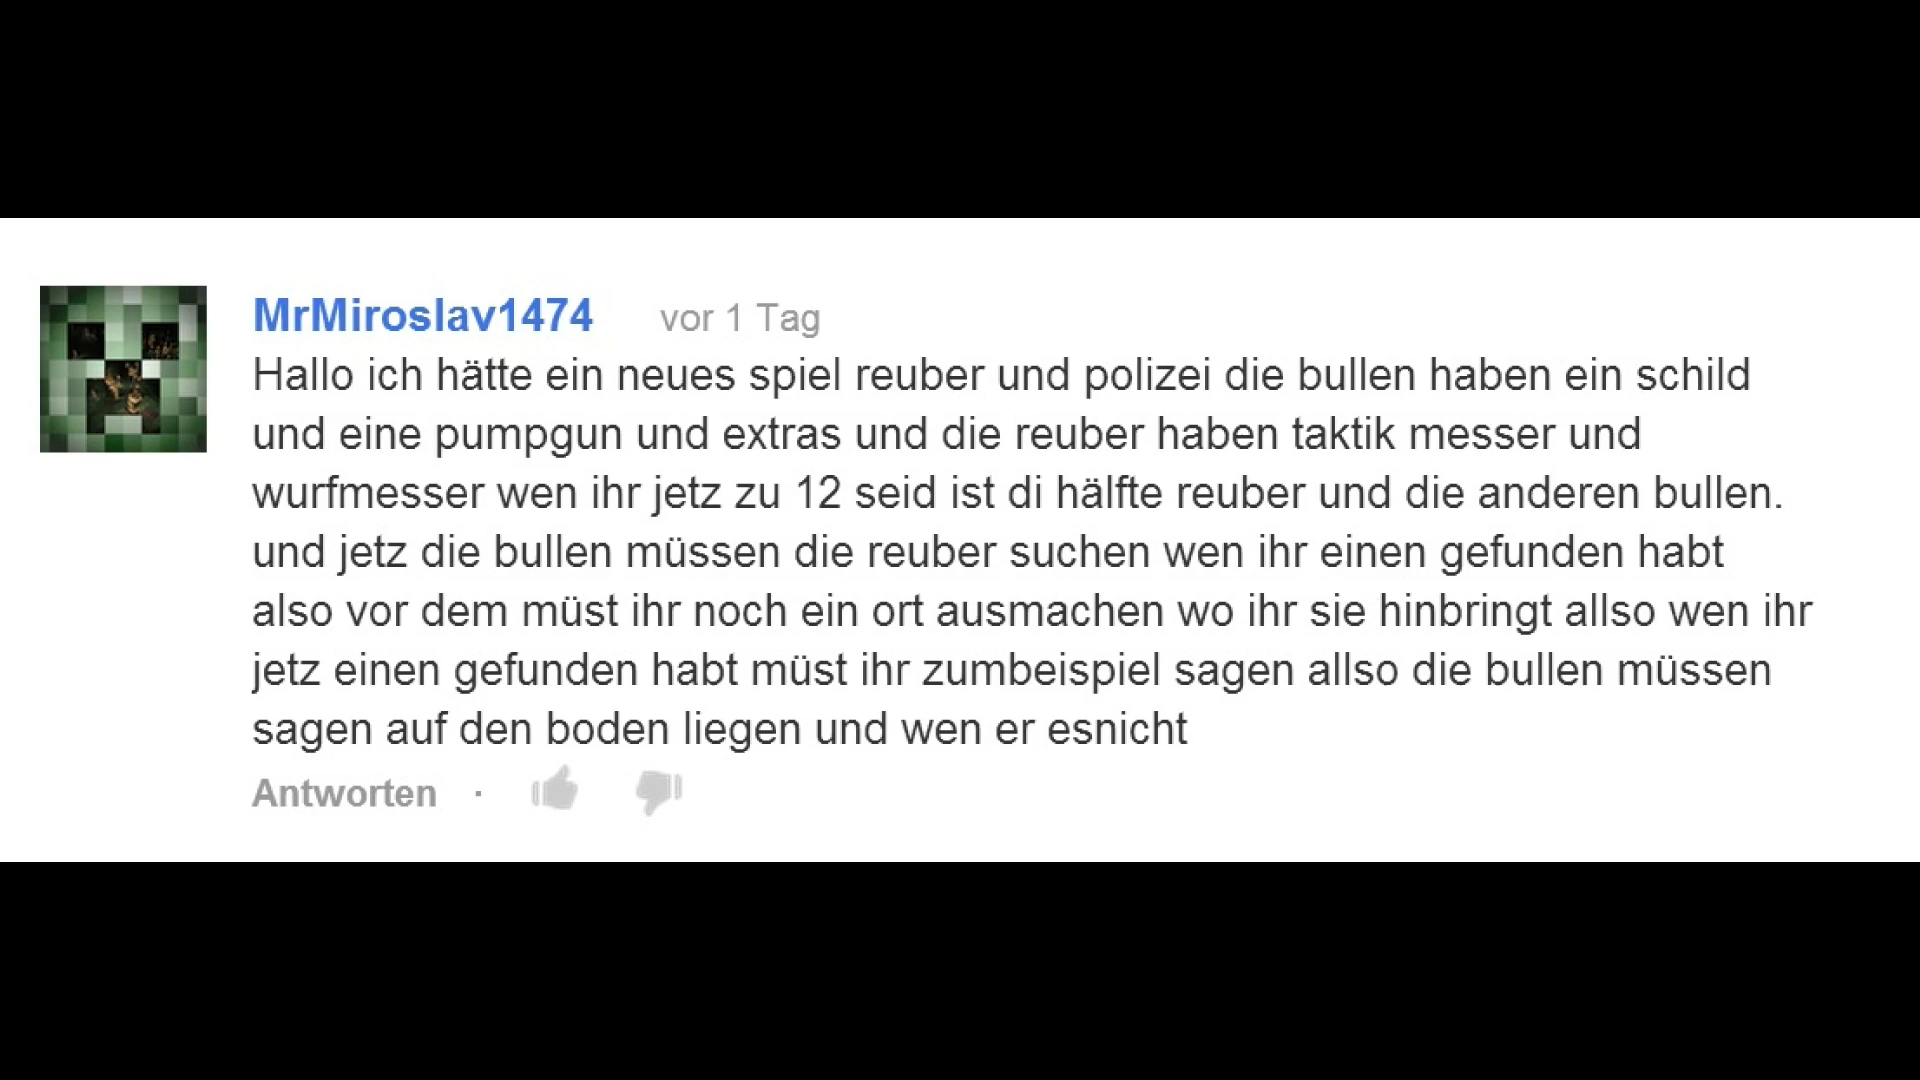 MrMiroslav1474 vor 1 Tag
Hallo ich hätte ein neues spiel reuber und polizei die bullen haben ein schild
und eine pumpgun und extras und die reuber haben taktik messer und
wurfmesser wen ihr jetz zu 12 seid ist di hälfte reuber und die anderen bullen.
und jetz die bullen müssen die reuber suchen wen ihr einen gefunden habt
also vor dem müst ihr noch ein ort ausmachen wo ihr sie hinbringt allso wen ihr
jetz einen gefunden habt müst ihr zumbeispiel sagen allso die bullen müssen
sagen auf den boden liegen und wen er esnicht
Antworten ·